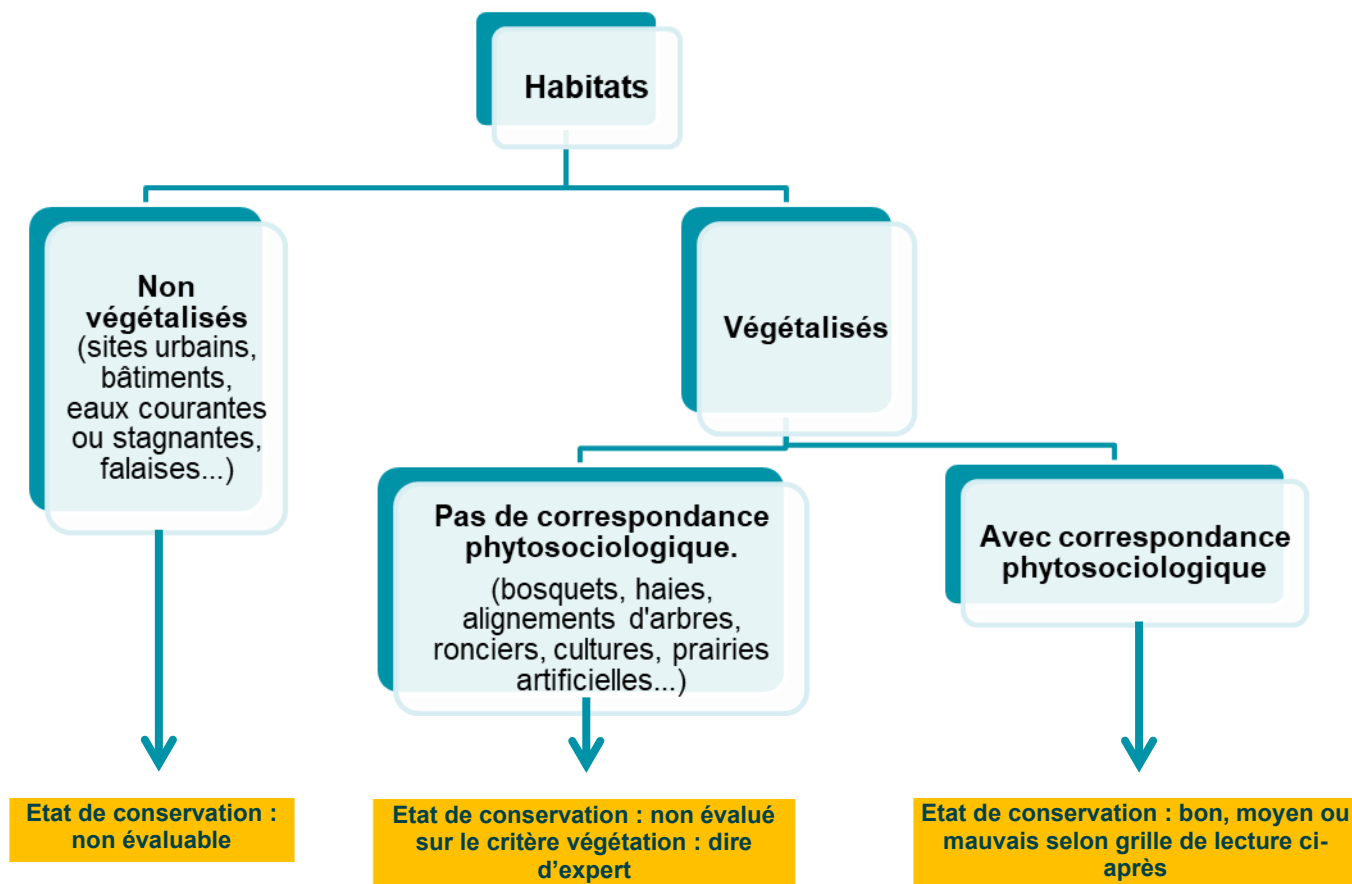 Habitats
Non
végétalisés
(sites urbains,
bâtiments,
eaux courantes
ou stagnantes,
falaises...)
Végétalisés
Pas de correspondance
phytosociologique.
(bosquets, haies,
alignements d'arbres,
ronciers, cultures, prairies
artificielles...)
Avec correspondance
phytosociologique
Etat de conservation :
non évaluable
Etat de conservation : non évalué
sur le critère végétation : dire
d’expert
Etat de conservation : bon, moyen ou
mauvais selon grille de lecture ci-
après